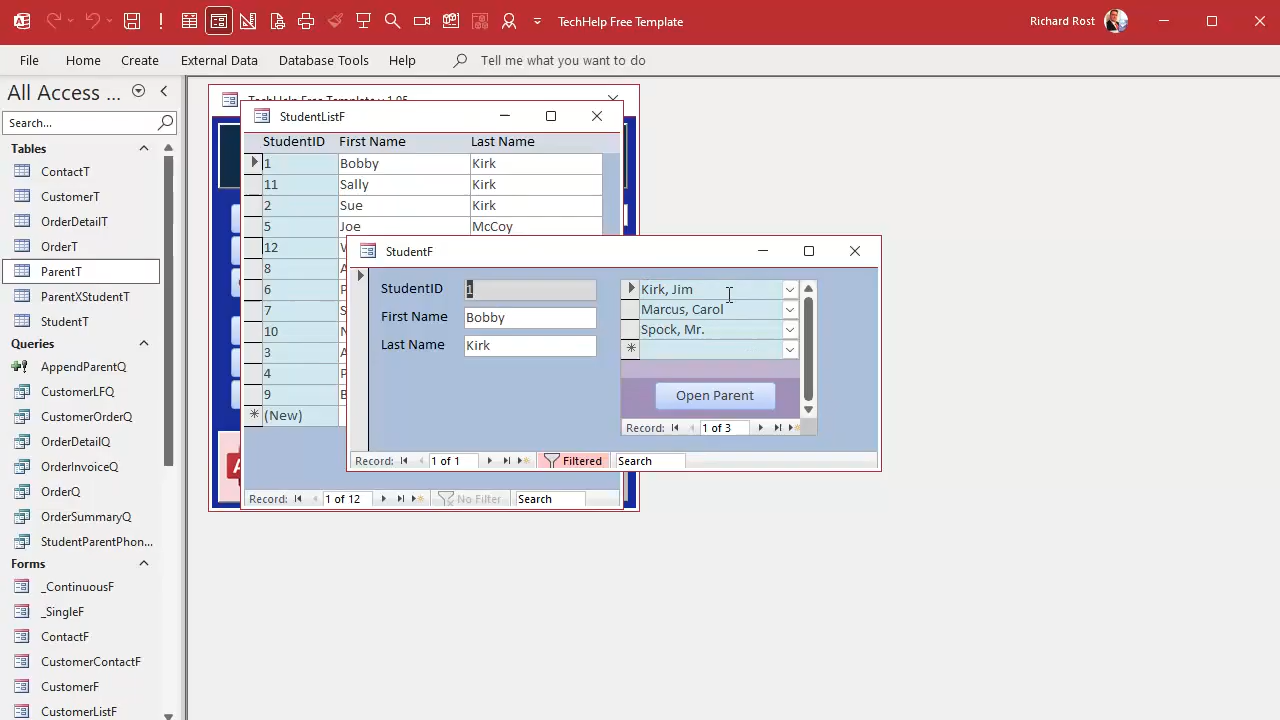 TechHelp Free Template
Richard Rost
File Home Create External Data Database Tools Help Tell me what you want to do
All Access ...
Search...
Tables
ContactT
CustomerT
OrderDetailT
OrderT
ParentT
ParentXStudentT
StudentT
Queries
AppendParentQ
CustomerLFQ
CustomerOrderQ
OrderDetailQ
OrderInvoiceQ
OrderQ
OrderSummaryQ
StudentParentPhon...
Forms
_ContinuousF
_SingleF
ContactF
CustomerContactF
CustomerF
CustomerListF
TechHelp Free Template v 1.05
StudentListF
StudentID First Name Last Name
1 Bobby Kirk
11 Sally Kirk
2 Sue Kirk
5 Joe McCoy
12
8
6
7
10
3
4
9
(New)
Record: 1 of 12 No Filter Search
StudentF
StudentID 1
First Name Bobby
Last Name Kirk
Kirk, Jim
Marcus, Carol
Spock, Mr.
Open Parent
Record: 1 of 3
Record: 1 of 1 Filtered Search